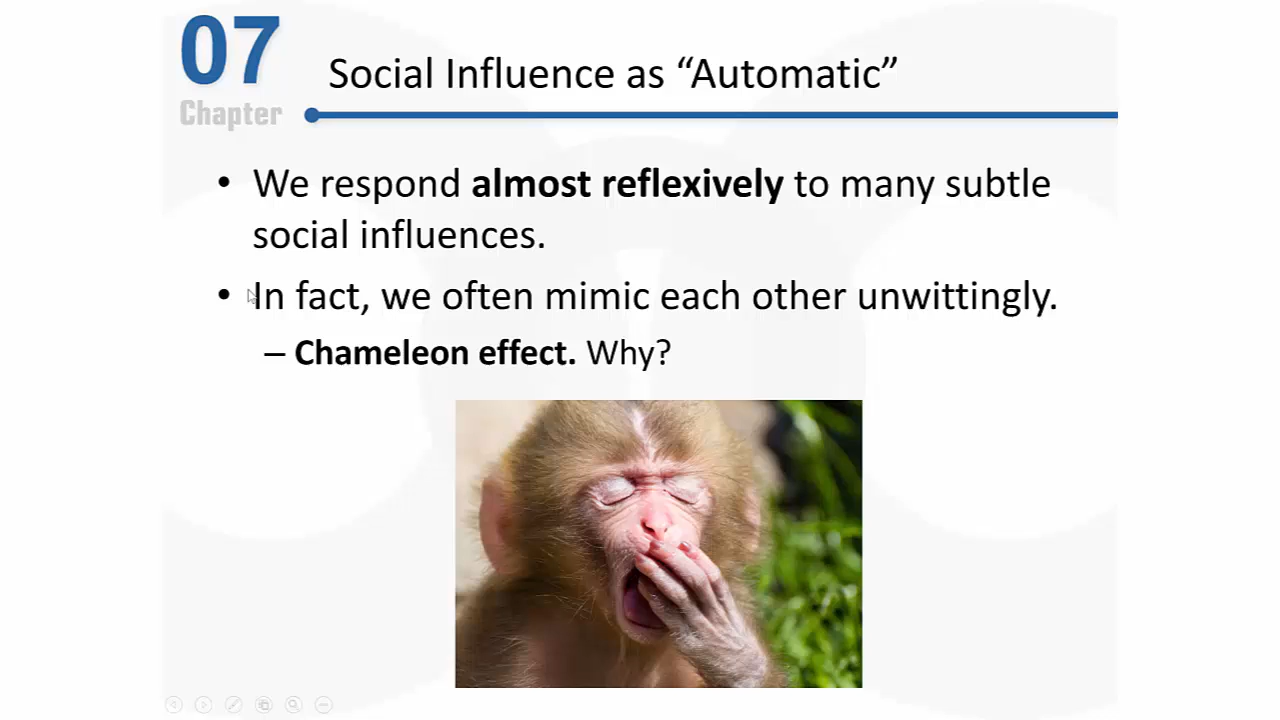 07
Chapter
Social Influence as “Automatic”
• We respond almost reflexively to many subtle
social influences.
• In fact, we often mimic each other unwittingly.
– Chameleon effect. Why?